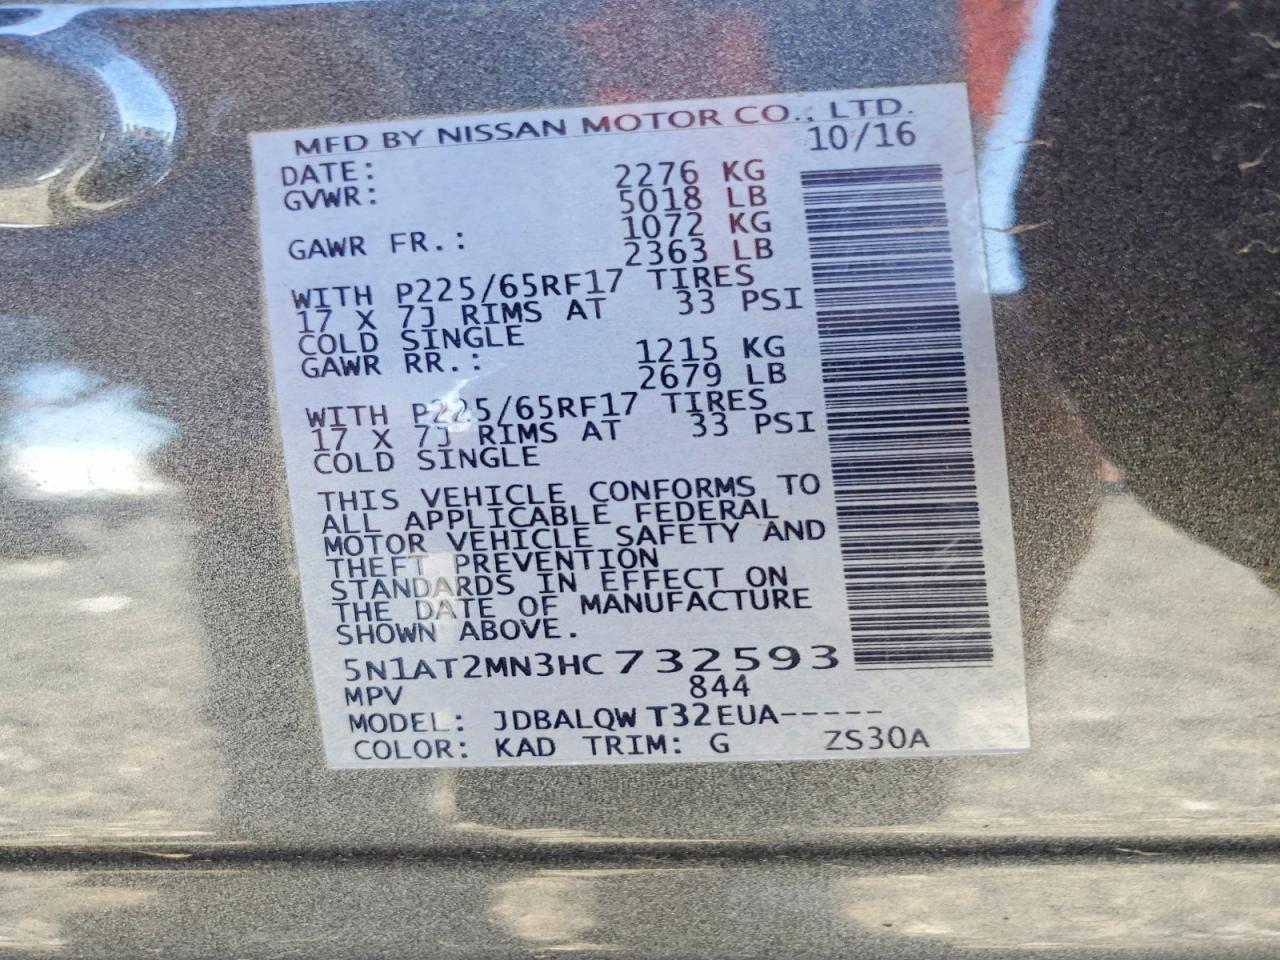 MFD BY NISSAN MOTOR CO., LTD.
DATE: 10/16
GVWR: 2276 KG
5018 LB
GAWR FR.: 1072 KG
2363 LB
WITH P225/65RF17 TIRES
17 X 7J RIMS AT 33 PSI
COLD SINGLE
GAWR RR.: 1215 KG
2679 LB
WITH P225/65RF17 TIRES
17 X 7J RIMS AT 33 PSI
COLD SINGLE
THIS VEHICLE CONFORMS TO
ALL APPLICABLE FEDERAL
MOTOR VEHICLE SAFETY AND
THEFT PREVENTION
STANDARDS IN EFFECT ON
THE DATE OF MANUFACTURE
SHOWN ABOVE.
5N1AT2MN3HC732593
MPV 844
MODEL: JDBALQW T32EUA-----
COLOR: KAD TRIM: G ZS30A